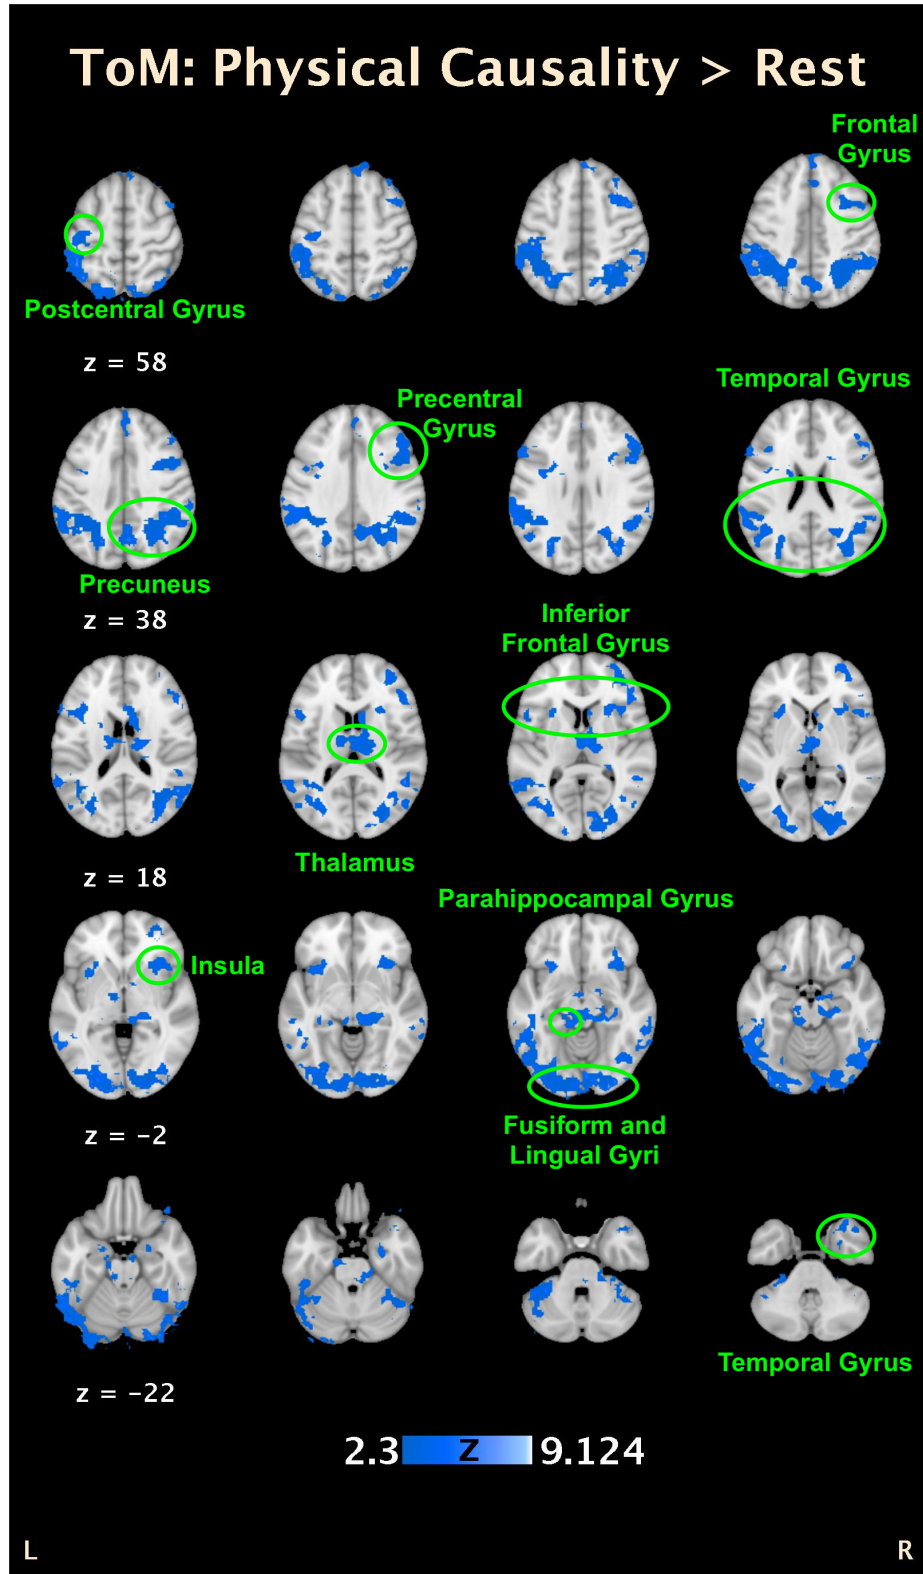 ToM: Physical Causality > Rest
Frontal
Gyrus
Postcentral Gyrus
z = 58
Temporal Gyrus
Precentral
Gyrus
Precuneus
z = 38
Inferior
Frontal Gyrus
Thalamus
z = 18
Parahippocampal Gyrus
Insula
Fusiform and
Lingual Gyri
z = -2
Temporal Gyrus
z = -22
2.3 Z 9.124
L R